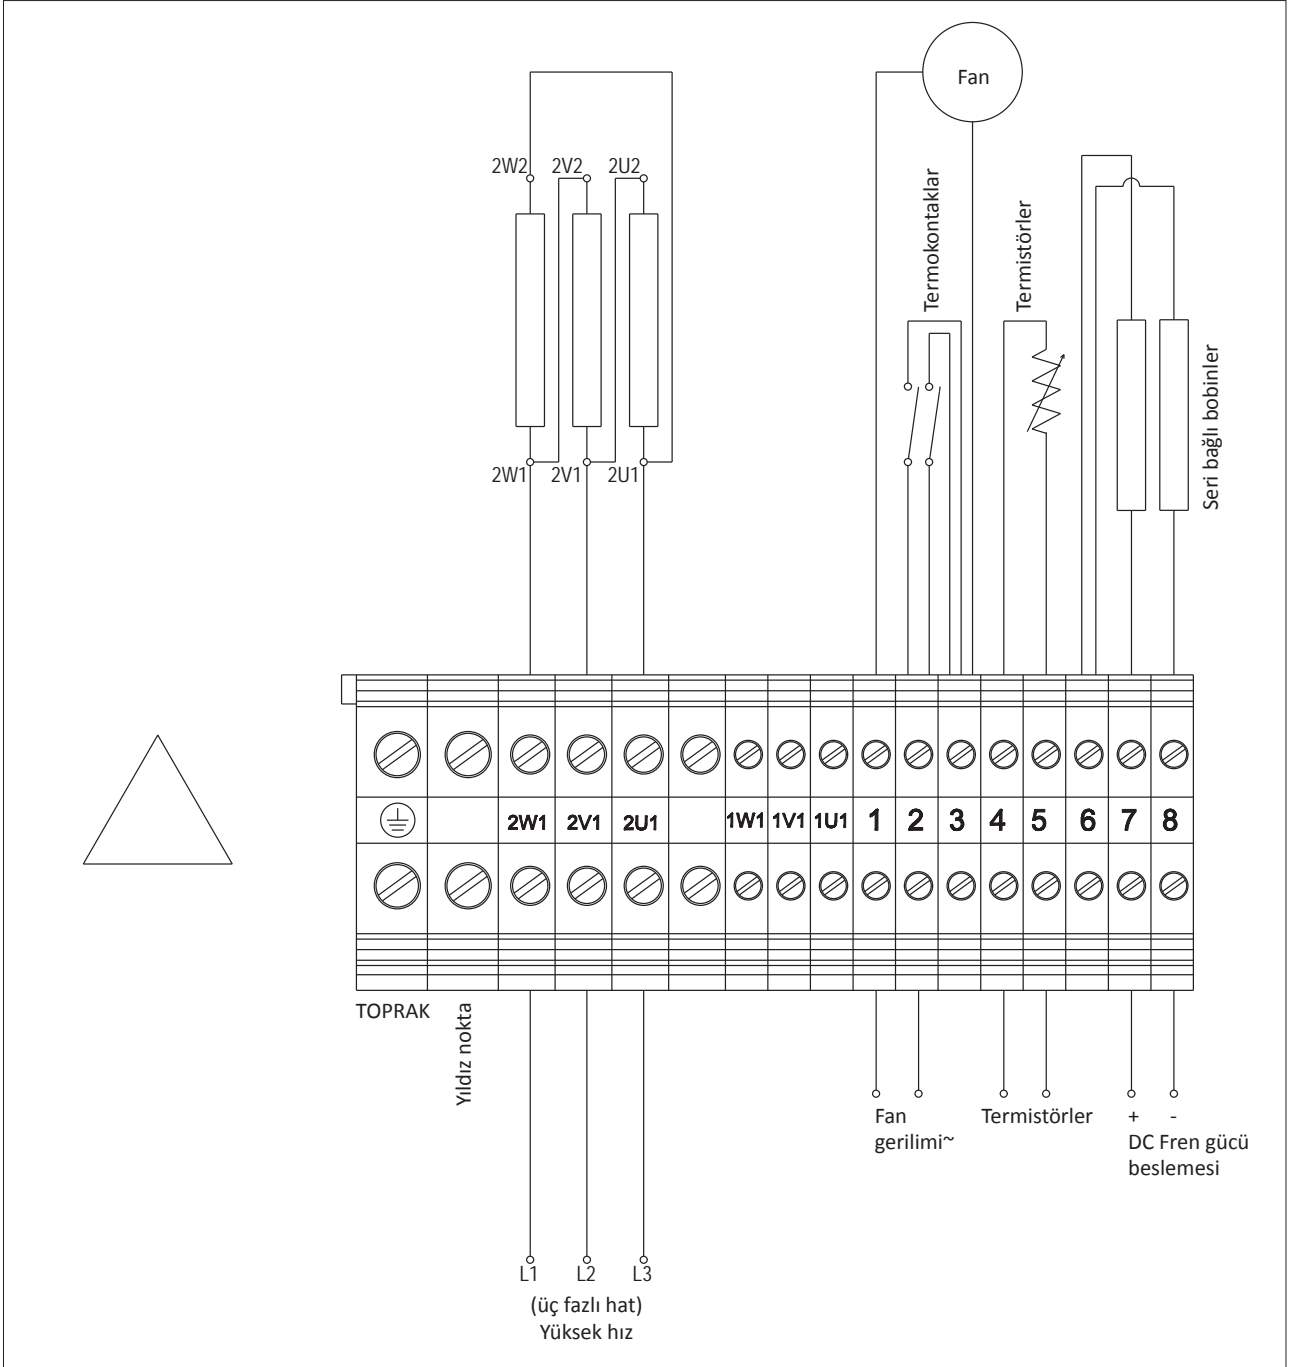 Fan
2W2 2V2 2U2
Termokontaklar
Termistörler
Seri bağlı bobinler
2W1 2V1 2U1
2W1 2V1 2U1 1W1 1V1 1U1 1 2 3 4 5 6 7 8
TOPRAK
Yıldız nokta
Fan
gerilimi~
Termistörler
+ -
DC Fren gücü
beslemesi
L1 L2 L3
(üç fazlı hat)
Yüksek hız